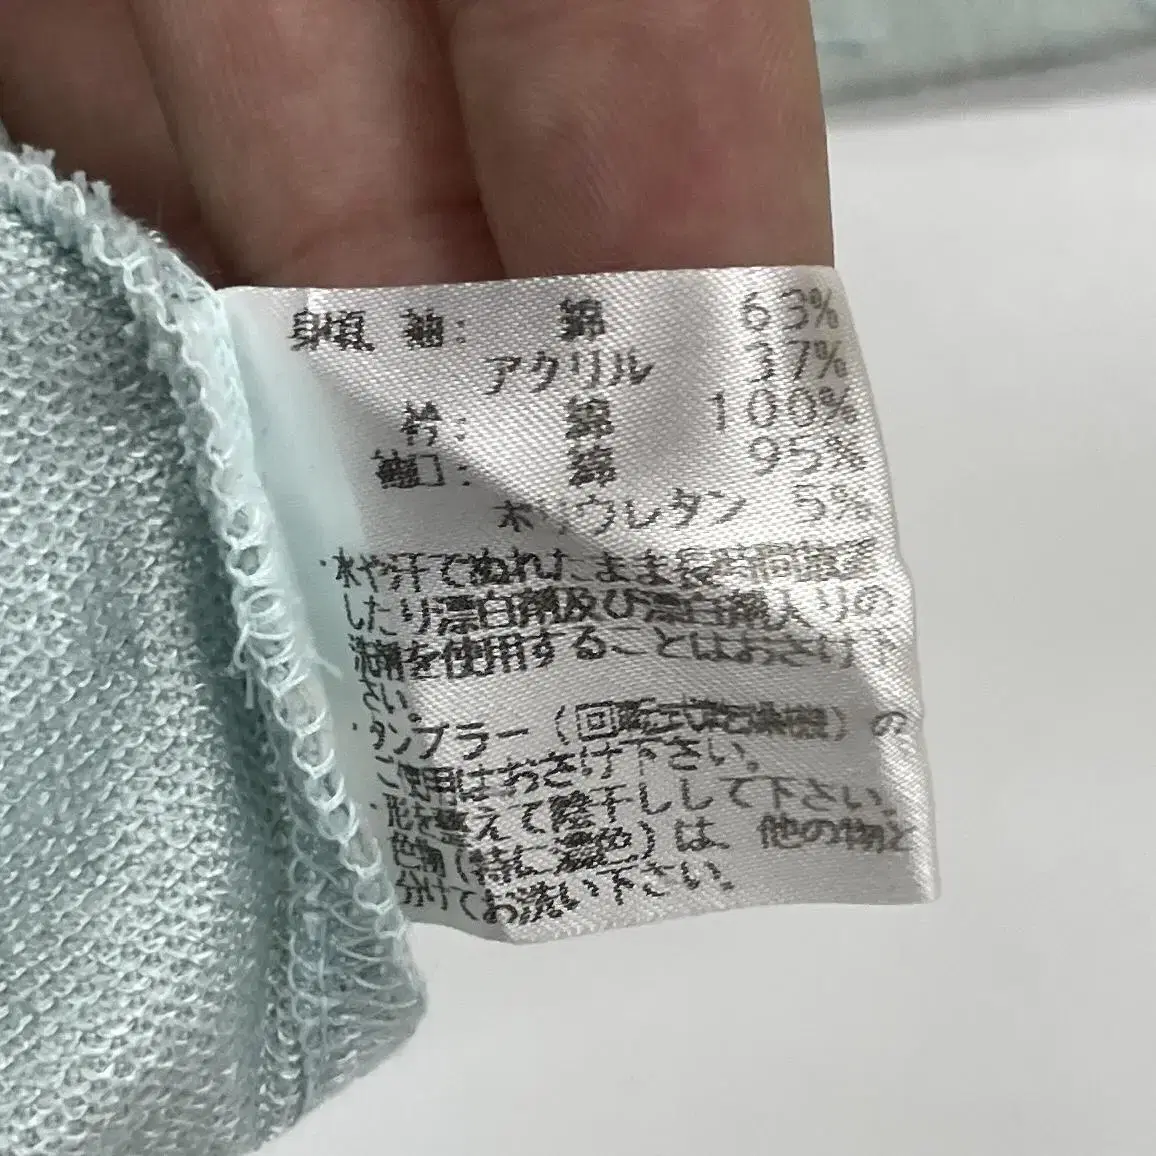 身頃、袖: 綿 63%
アクリル 37%
衿: 綿 100%
袖口: 綿 95%
ポリウレタン 5%
・水や汗でぬれたまま長時間放置
したり漂白剤及び漂白剤入りの
洗剤を使用することはおさけ下
さい。
・タンブラー(回転式乾燥機)の
使用はおさけ下さい。
・形を整えて陰干しして下さい。
・色物(特に濃色)は、他の物と
分けてお洗い下さい。